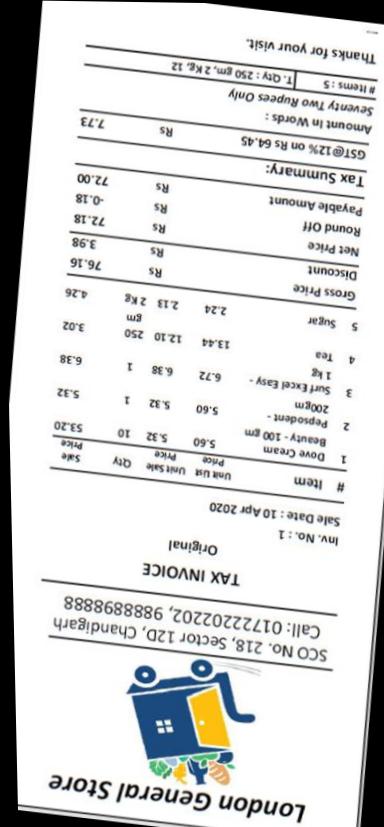 London General Store
SCO No. 218, Sector 12D, Chandigarh
Call: 01722202202, 9888898888
TAX INVOICE
Original
Inv. No. : 1
Sale Date : 10 Apr 2020
# Item Unit List Price Unit Sale Price Qty Sale Price
1 Dove Cream Beauty - 100 gm 5.60 5.32 10 53.20
2 Pepsodent - 200gm 5.60 5.32 1 5.32
3 Surf Excel Easy - 1 kg 6.72 6.38 1 6.38
4 Tea 13.44 12.10 250 gm 3.02
5 Sugar 2.24 2.13 2 Kg 4.26
Gross Price Rs 76.16
Discount Rs 3.98
Net Price Rs 72.18
Round Off Rs -0.18
Payable Amount Rs 72.00
Tax Summary:
GST@12% on Rs 64.45 Rs 7.73
Amount In Words :
Seventy Two Rupees Only
# Items : 5 T. Qty : 250 gm, 2 Kg, 12
Thanks for your visit.